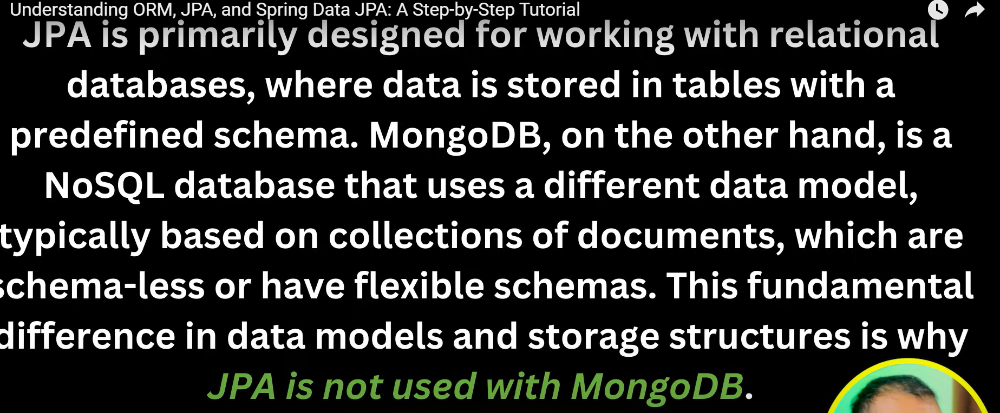 Understanding ORM, JPA, and Spring Data JPA: A Step-by-Step Tutorial
JPA is primarily designed for working with relational
databases, where data is stored in tables with a
predefined schema. MongoDB, on the other hand, is a
NoSQL database that uses a different data model,
typically based on collections of documents, which are
schema-less or have flexible schemas. This fundamental
difference in data models and storage structures is why
JPA is not used with MongoDB.